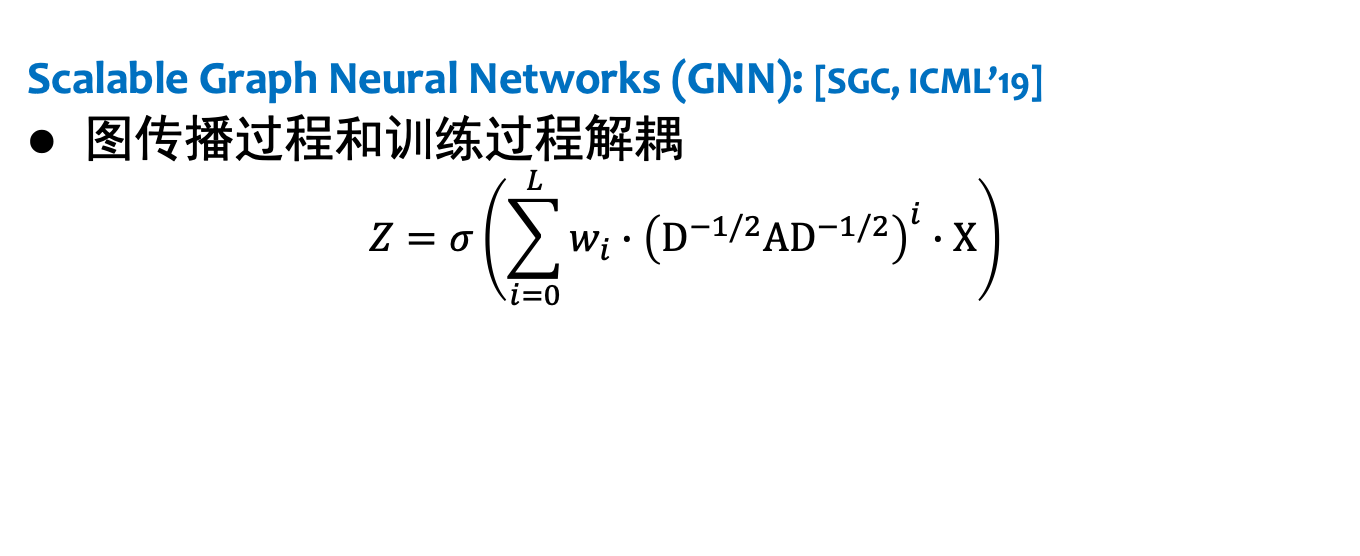 Scalable Graph Neural Networks (GNN): [SGC, ICML’19]
● 图传播过程和训练过程解耦
Z = σ(∑_{i=0}^{L} w_i · (D^{−1/2}AD^{−1/2})^i · X)